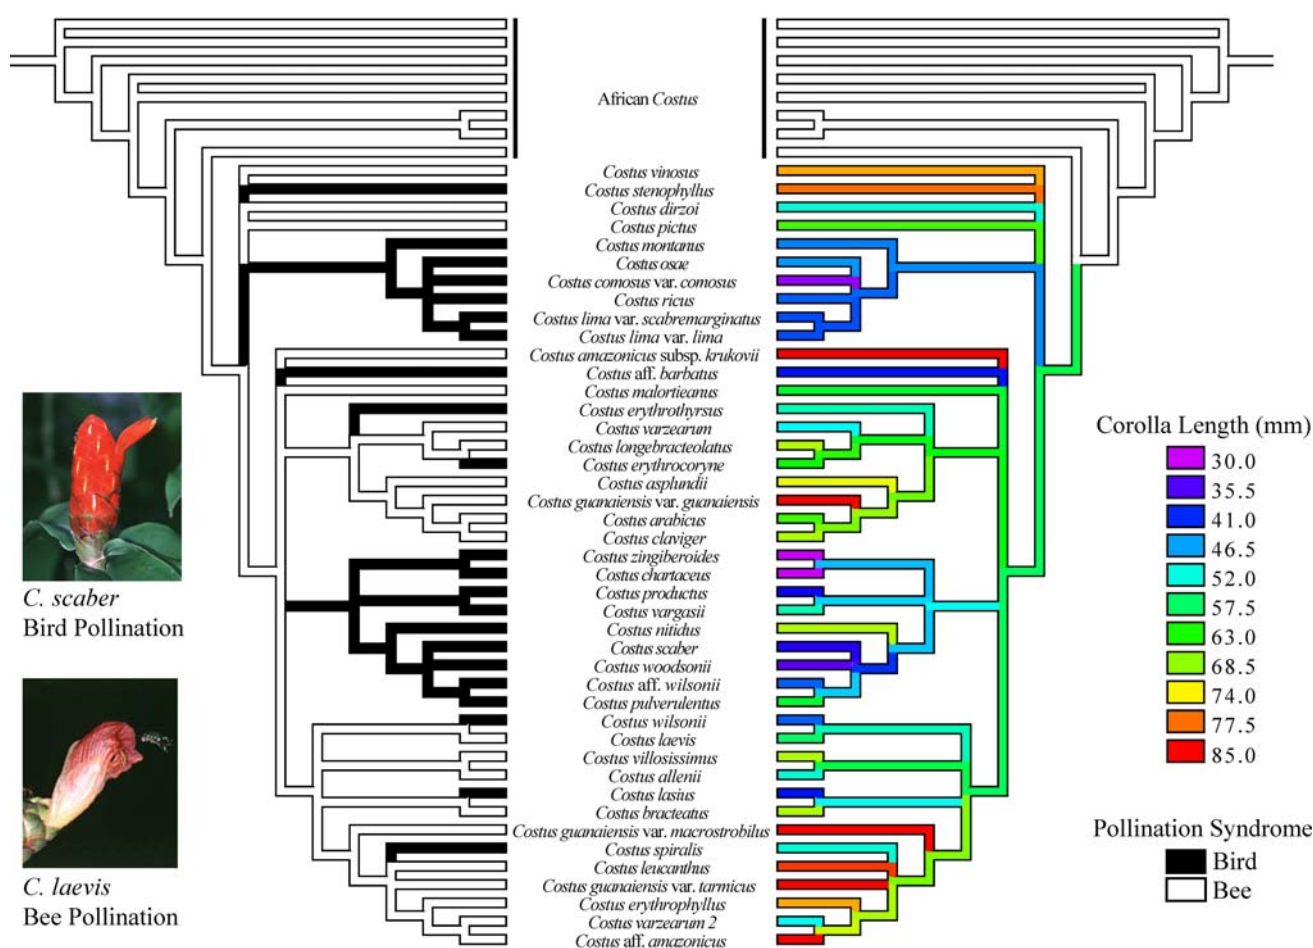 African Costus
Costus vinosus
Costus stenophyllus
Costus dirzoi
Costus pictus
Costus montanus
Costus osae
Costus comosus var. comosus
Costus ricus
Costus lima var. scabremarginatus
Costus lima var. lima
Costus amazonicus subsp. krukovii
Costus aff. barbatus
Costus malortieanus
Costus erythrothyrsus
Costus varzearum
Costus longebracteolatus
Costus erythrocoryne
Costus asplundii
Costus guanaiensis var. guanaiensis
Costus arabicus
Costus claviger
Costus zingiberoides
Costus chartaceus
Costus productus
Costus vargasii
Costus nitidus
Costus scaber
Costus woodsonii
Costus aff. wilsonii
Costus pulverulentus
Costus wilsonii
Costus laevis
Costus villosissimus
Costus allenii
Costus lasius
Costus bracteatus
Costus guanaiensis var. macrostrobilus
Costus spiralis
Costus leucanthus
Costus guanaiensis var. tarmicus
Costus erythrophyllus
Costus varzearum 2
Costus aff. amazonicus
C. scaber
Bird Pollination
C. laevis
Bee Pollination
Corolla Length (mm)
30.0
35.5
41.0
46.5
52.0
57.5
63.0
68.5
74.0
77.5
85.0
Pollination Syndrome
Bird
Bee